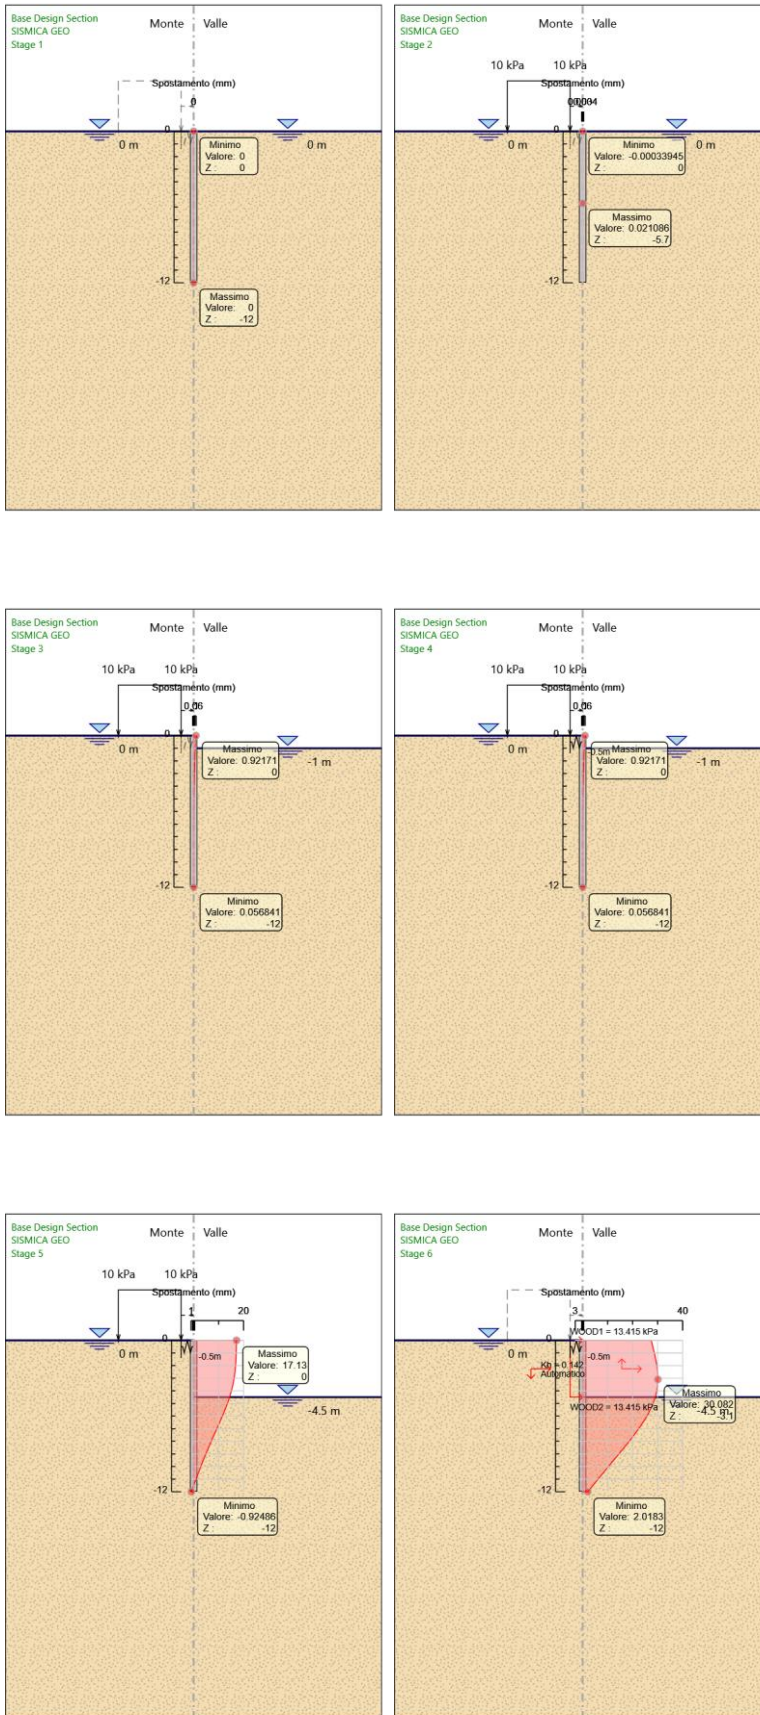 Base Design Section
SISMICA GEO
Stage 1
Monte Valle
Spostamento (mm)
0
0
0 m
0 m
Minimo
Valore: 0
Z : 0
-12
Massimo
Valore: 0
Z : -12
Base Design Section
SISMICA GEO
Stage 2
Monte Valle
10 kPa 10 kPa
Spostamento (mm)
0
0 m
0 m
Minimo
Valore: -0.00033945
Z : 0
Massimo
Valore: 0.021086
Z : -5.7
-12
Base Design Section
SISMICA GEO
Stage 3
Monte Valle
10 kPa 10 kPa
Spostamento (mm)
0
0 m
-1 m
Massimo
Valore: 0.92171
Z : 0
-12
Minimo
Valore: 0.056841
Z : -12
Base Design Section
SISMICA GEO
Stage 4
Monte Valle
10 kPa 10 kPa
Spostamento (mm)
0
0 m
-0.5m
-1 m
Massimo
Valore: 0.92171
Z : 0
-12
Minimo
Valore: 0.056841
Z : -12
Base Design Section
SISMICA GEO
Stage 5
Monte Valle
10 kPa 10 kPa
Spostamento (mm)
1 20
0
0 m
-0.5m
Massimo
Valore: 17.13
Z : 0
-4.5 m
-12
Minimo
Valore: -0.92486
Z : -12
Base Design Section
SISMICA GEO
Stage 6
Monte Valle
Spostamento (mm)
3 40
WOOD1 = 13.415 kPa
0
0 m
-0.5m
Kh = 0.142
Automatico
Massimo
Valore: 30.082
Z : -3.1
-4.5 m
WOOD2 = 13.415 kPa
-12
Minimo
Valore: 2.0183
Z : -12